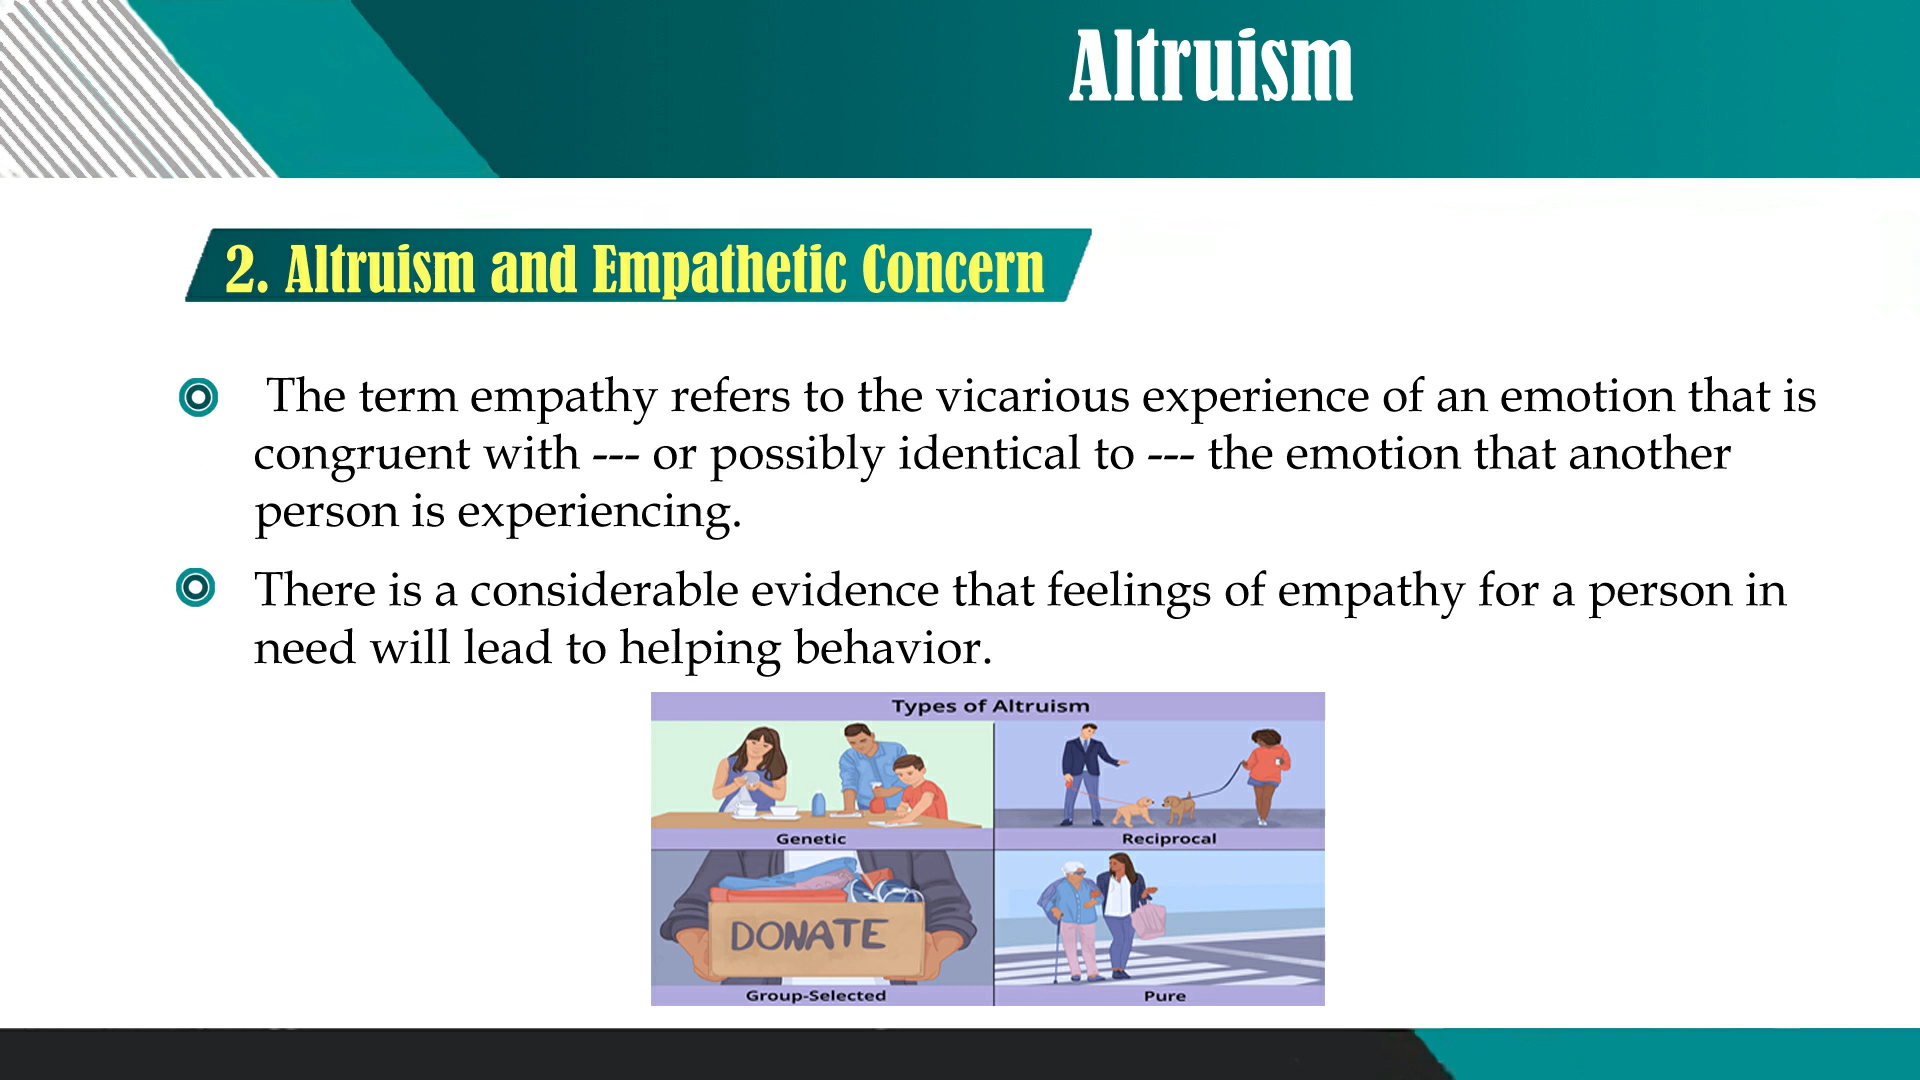 Altruism
2. Altruism and Empathetic Concern
The term empathy refers to the vicarious experience of an emotion that is
congruent with --- or possibly identical to --- the emotion that another
person is experiencing.
There is a considerable evidence that feelings of empathy for a person in
need will lead to helping behavior.
Types of Altruism
Genetic
Reciprocal
DONATE
Group-Selected
Pure